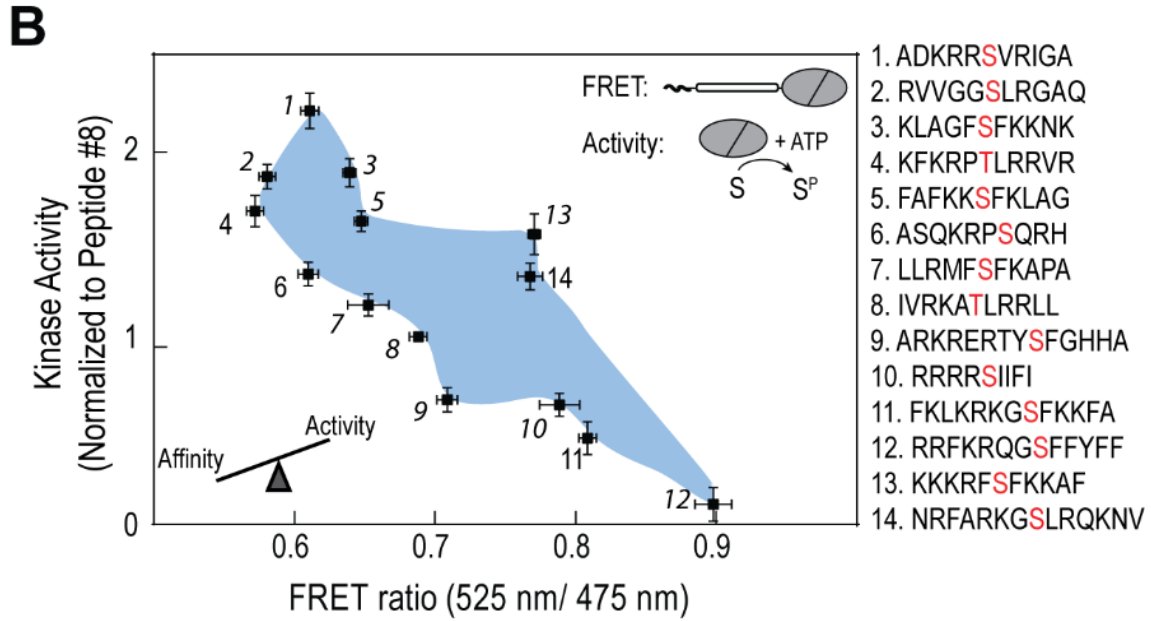 B
Kinase Activity
(Normalized to Peptide #8)
2
1
0
0.6 0.7 0.8 0.9
FRET ratio (525 nm/ 475 nm)
FRET:
Activity:
+ ATP
S
Sᴾ
1
2
3
4
5
6
7
8
9
10
11
12
13
14
Affinity
Activity
1. ADKRRSVRIGA
2. RVVGGSLRGAQ
3. KLAGFSFKKNK
4. KFKRPTLRRVR
5. FAFKKSFKLAG
6. ASQKRPSQRH
7. LLRMFSFKAPA
8. IVRKATLRRLL
9. ARKRERTYSFGHHA
10. RRRRSIIFI
11. FKLKRKGSFKKFA
12. RRFKRQGSFFYFF
13. KKKRFSFKKAF
14. NRFARKGSLRQKNV